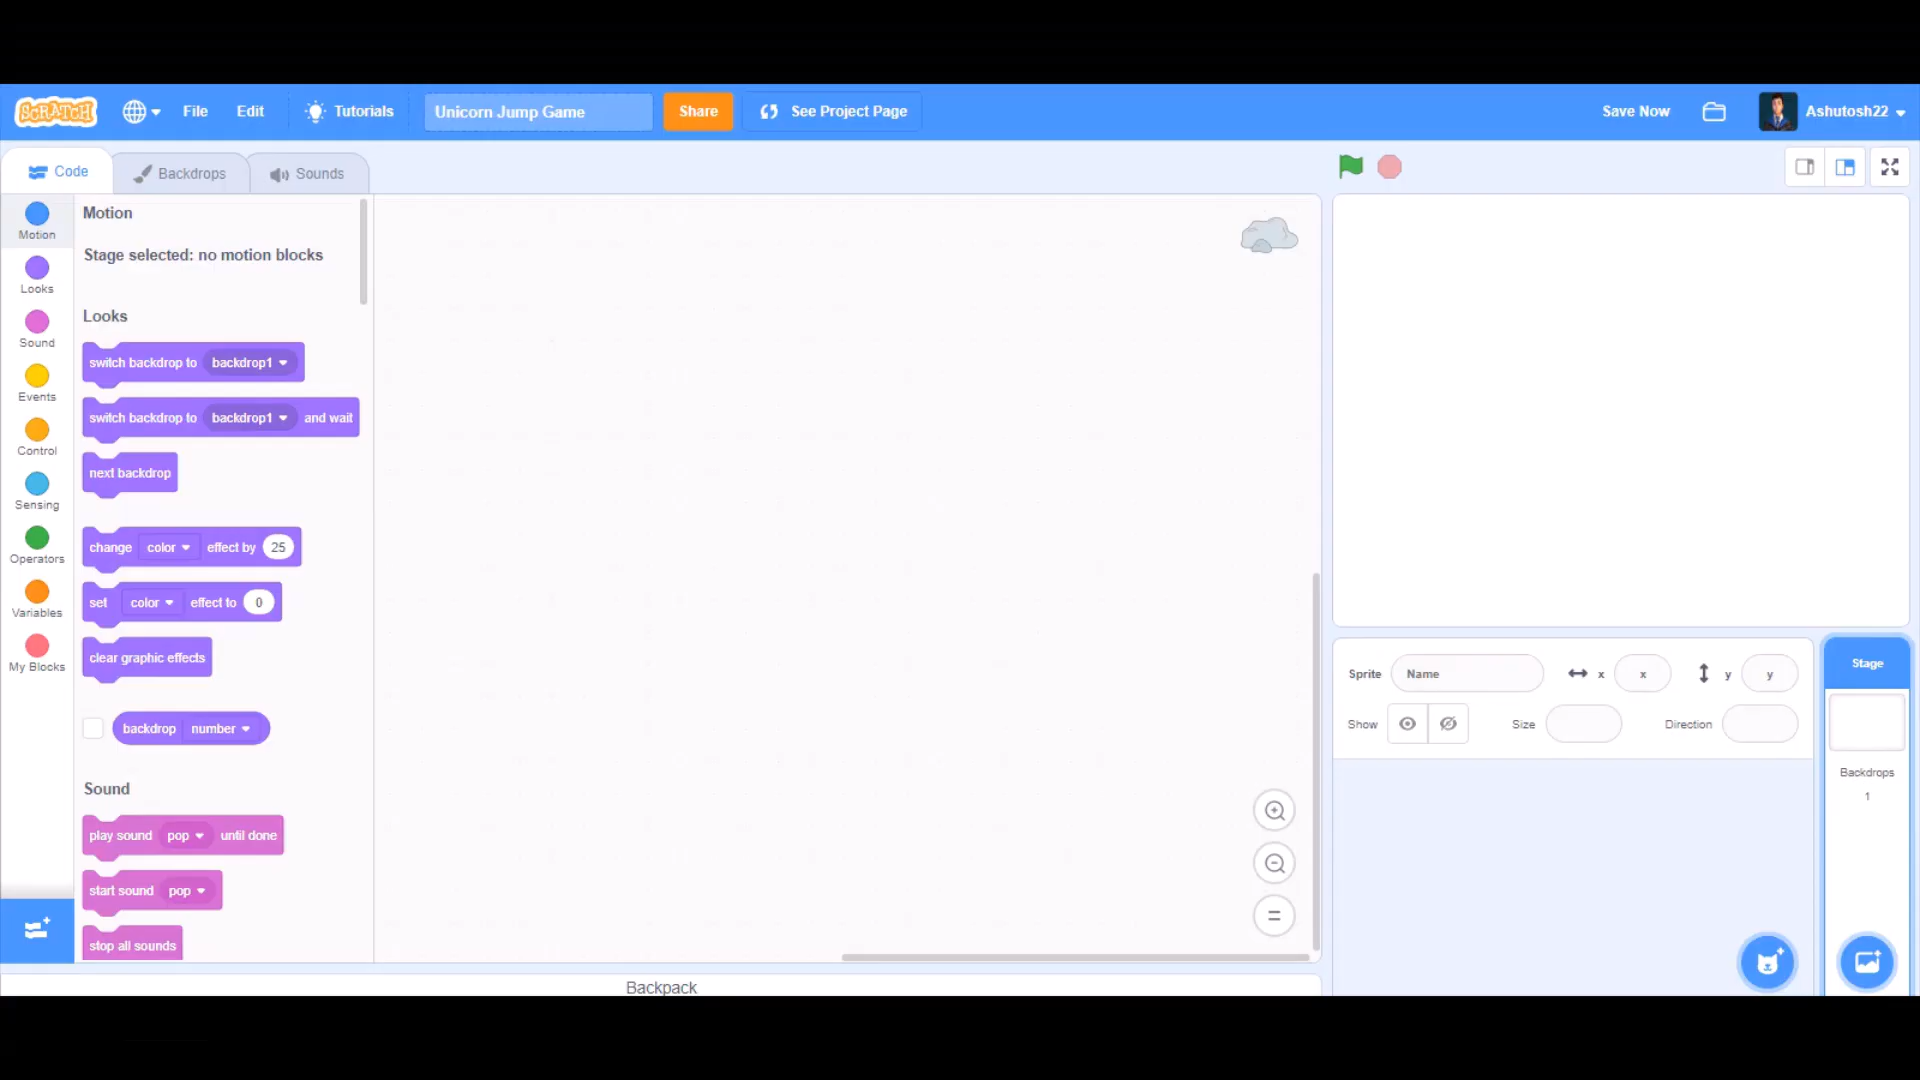 SCRATCH File Edit Tutorials Unicorn Jump Game Share See Project Page Save Now Ashutosh22
Code Backdrops Sounds
Motion
Looks
Sound
Events
Control
Sensing
Operators
Variables
My Blocks
Motion
Stage selected: no motion blocks
Looks
switch backdrop to backdrop1
switch backdrop to backdrop1 and wait
next backdrop
change color effect by 25
set color effect to 0
clear graphic effects
backdrop number
Sound
play sound pop until done
start sound pop
stop all sounds
Backpack
Sprite Name x x y y
Show Size Direction
Stage
Backdrops
1